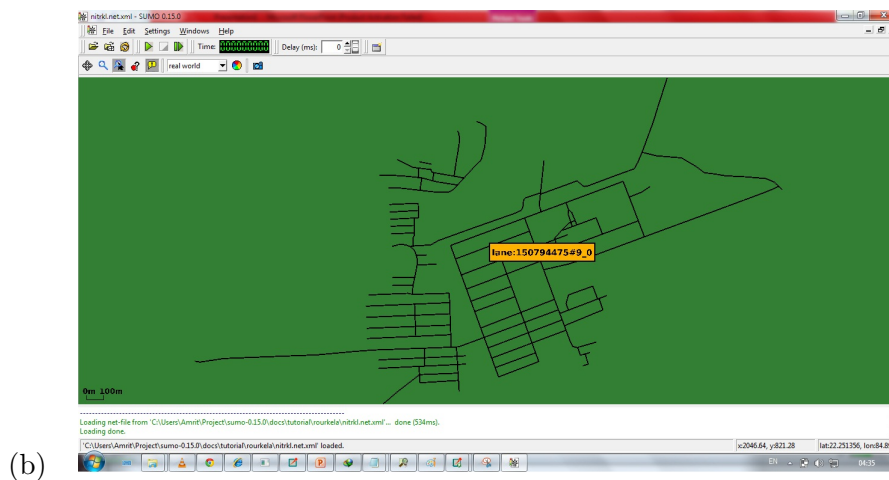 nitrkl.net.xml - SUMO 0.15.0
File Edit Settings Windows Help
Time: Delay (ms): 0
real world
lane:150794475#9_0
0m 100m
Loading net-file from 'C:\Users\Amrit\Project\sumo-0.15.0\docs\tutorial\rourkela\nitrkl.net.xml'... done (534ms).
Loading done.
'C:\Users\Amrit\Project\sumo-0.15.0\docs\tutorial\rourkela\nitrkl.net.xml' loaded. x:2046.64, y:821.28 lat:22.251356, lon:84.89
EN 04:35
(b)